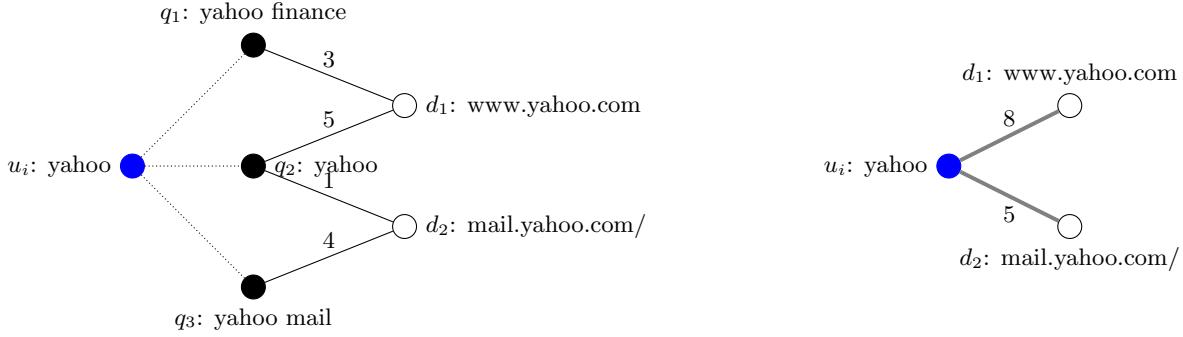 q1: yahoo finance
3
d1: www.yahoo.com
5
ui: yahoo
q2: yahoo
1
d2: mail.yahoo.com/
4
q3: yahoo mail
d1: www.yahoo.com
8
ui: yahoo
5
d2: mail.yahoo.com/